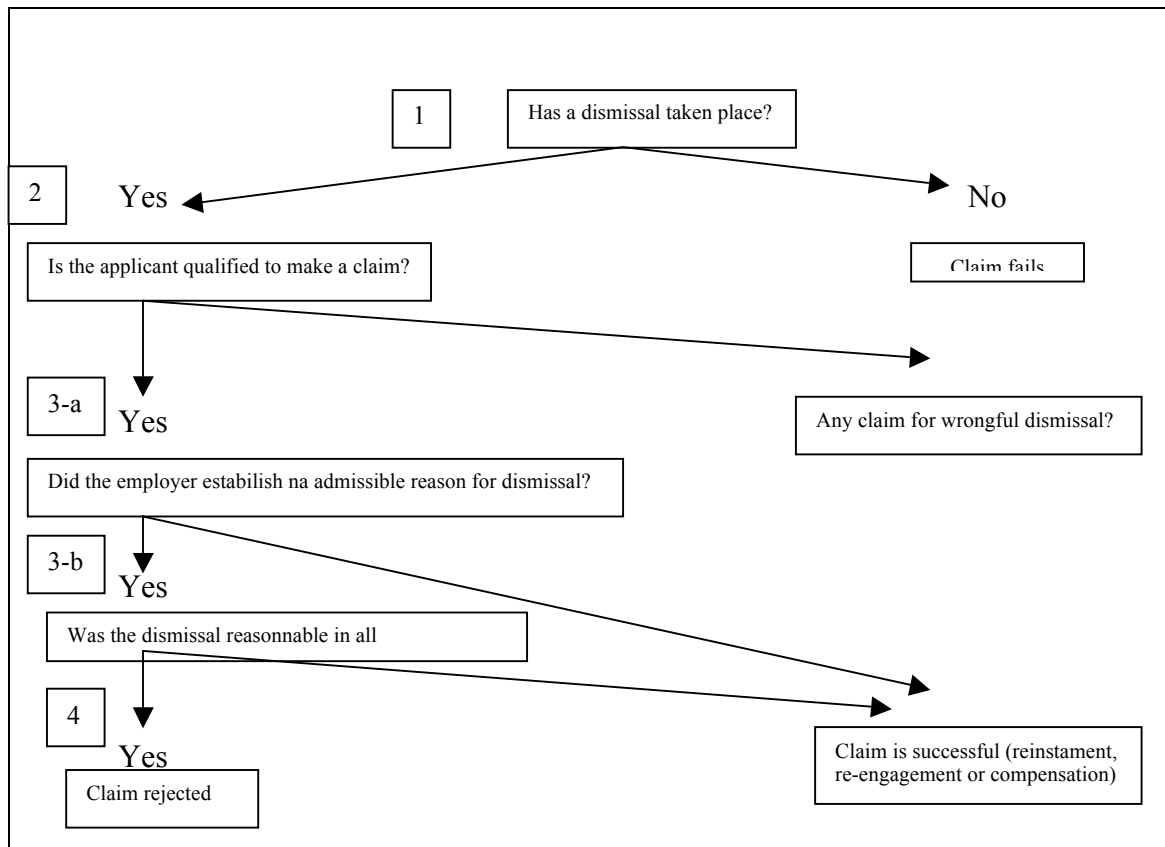 1
Has a dismissal taken place?
2
Yes
No
Is the applicant qualified to make a claim?
Claim fails
3-a
Yes
Any claim for wrongful dismissal?
Did the employer estabilish na admissible reason for dismissal?
3-b
Yes
Was the dismissal reasonnable in all
4
Yes
Claim is successful (reinstament,
re-engagement or compensation)
Claim rejected